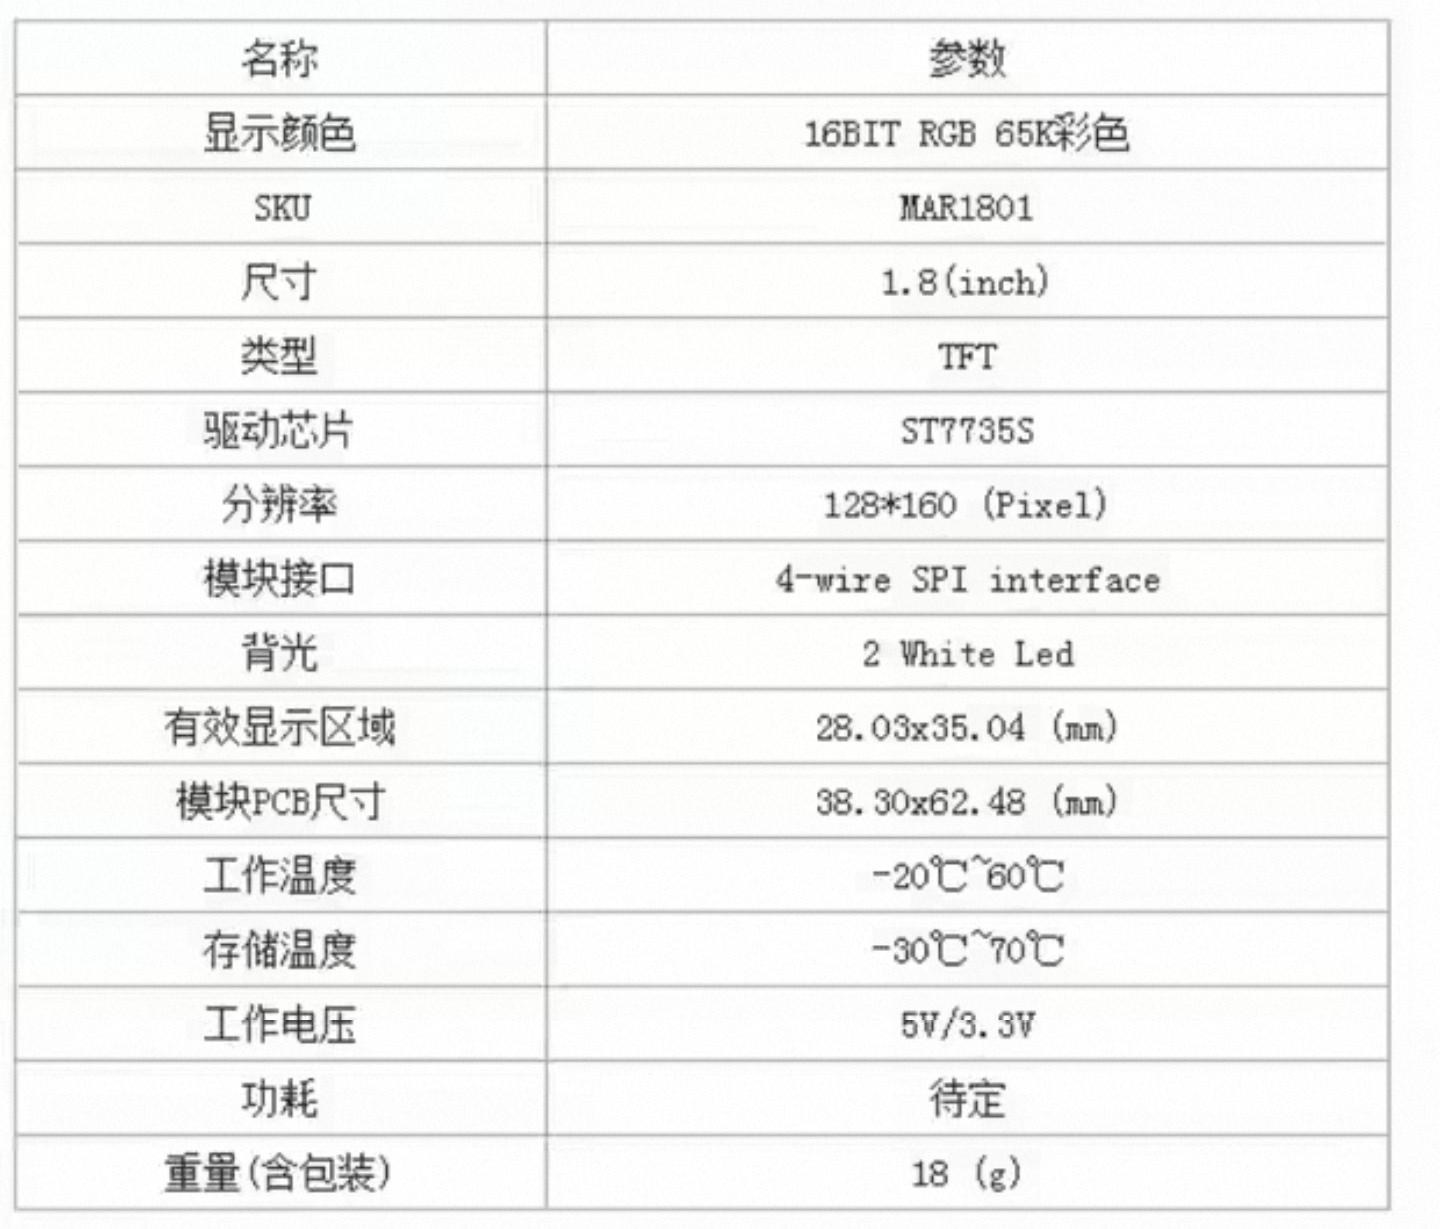 名称 参数
显示颜色 16BIT RGB 65K彩色
SKU MAR1801
尺寸 1.8(inch)
类型 TFT
驱动芯片 ST7735S
分辨率 128*160 (Pixel)
模块接口 4-wire SPI interface
背光 2 White Led
有效显示区域 28.03x35.04 (mm)
模块PCB尺寸 38.30x62.48 (mm)
工作温度 -20℃~60℃
存储温度 -30℃~70℃
工作电压 5V/3.3V
功耗 待定
重量(含包装) 18 (g)